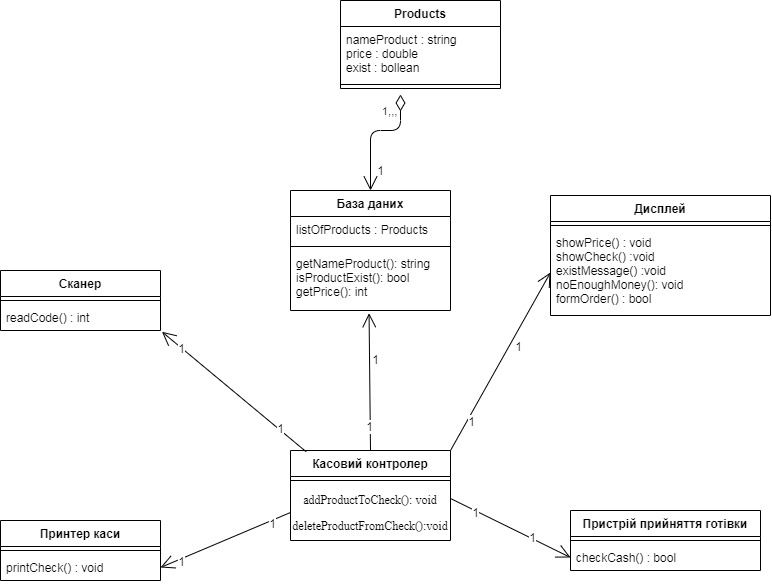 Products
nameProduct : string
price : double
exist : bollean
1,,,
1
База даних
listOfProducts : Products
getNameProduct(): string
isProductExist(): bool
getPrice(): int
Дисплей
showPrice() : void
showCheck() :void
existMessage() :void
noEnoughMoney(): void
formOrder() : bool
Сканер
readCode() : int
1
1
1
1
1
1
Касовий контролер
addProductToCheck(): void
deleteProductFromCheck():void
1
1
1
1
Принтер каси
printCheck() : void
Пристрій прийняття готівки
checkCash() : bool